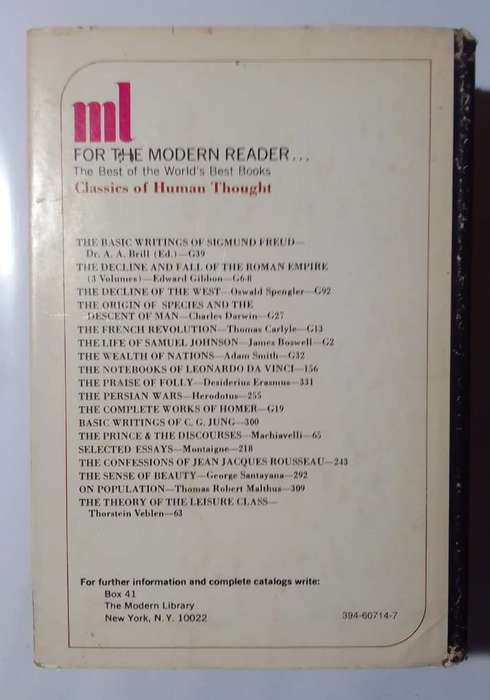 ml
FOR THE MODERN READER...
The Best of the World's Best Books
Classics of Human Thought
THE BASIC WRITINGS OF SIGMUND FREUD—
Dr. A. A. Brill (Ed.)—G39
THE DECLINE AND FALL OF THE ROMAN EMPIRE
(3 Volumes)—Edward Gibbon—G6-8
THE DECLINE OF THE WEST—Oswald Spengler—G92
THE ORIGIN OF SPECIES AND THE
DESCENT OF MAN—Charles Darwin—G27
THE FRENCH REVOLUTION—Thomas Carlyle—G13
THE LIFE OF SAMUEL JOHNSON—James Boswell—G2
THE WEALTH OF NATIONS—Adam Smith—G32
THE NOTEBOOKS OF LEONARDO DA VINCI—156
THE PRAISE OF FOLLY—Desiderius Erasmus—331
THE PERSIAN WARS—Herodotus—255
THE COMPLETE WORKS OF HOMER—G19
BASIC WRITINGS OF C. G. JUNG—300
THE PRINCE & THE DISCOURSES—Machiavelli—65
SELECTED ESSAYS—Montaigne—218
THE CONFESSIONS OF JEAN JACQUES ROUSSEAU—243
THE SENSE OF BEAUTY—George Santayana—292
ON POPULATION—Thomas Robert Malthus—309
THE THEORY OF THE LEISURE CLASS—
Thorstein Veblen—63
For further information and complete catalogs write:
Box 41
The Modern Library
New York, N.Y. 10022
394-60714-7